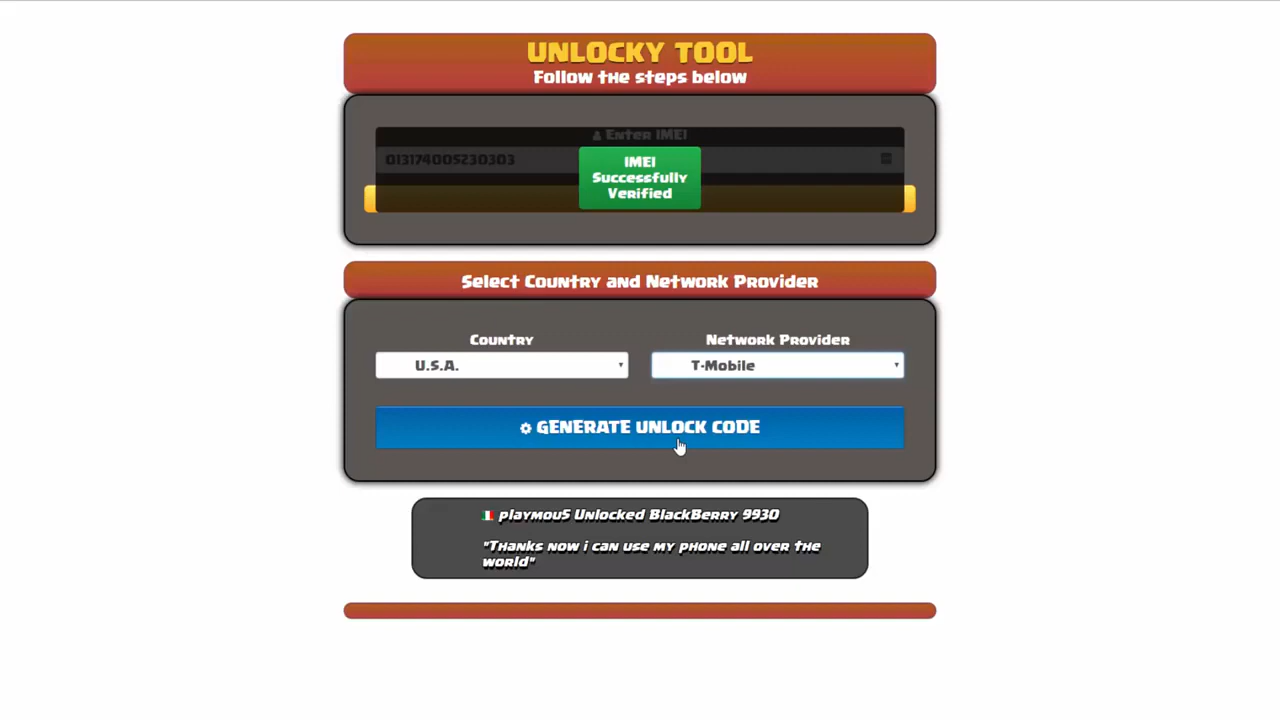 UNLOCKY TOOL
Follow the steps below
Enter IMEI
013174005230303
IMEI
Successfully
Verified
Select Country and Network Provider
Country
Network Provider
U.S.A.
T-Mobile
GENERATE UNLOCK CODE
playmou5 Unlocked BlackBerry 9930
"Thanks now i can use my phone all over the
world"